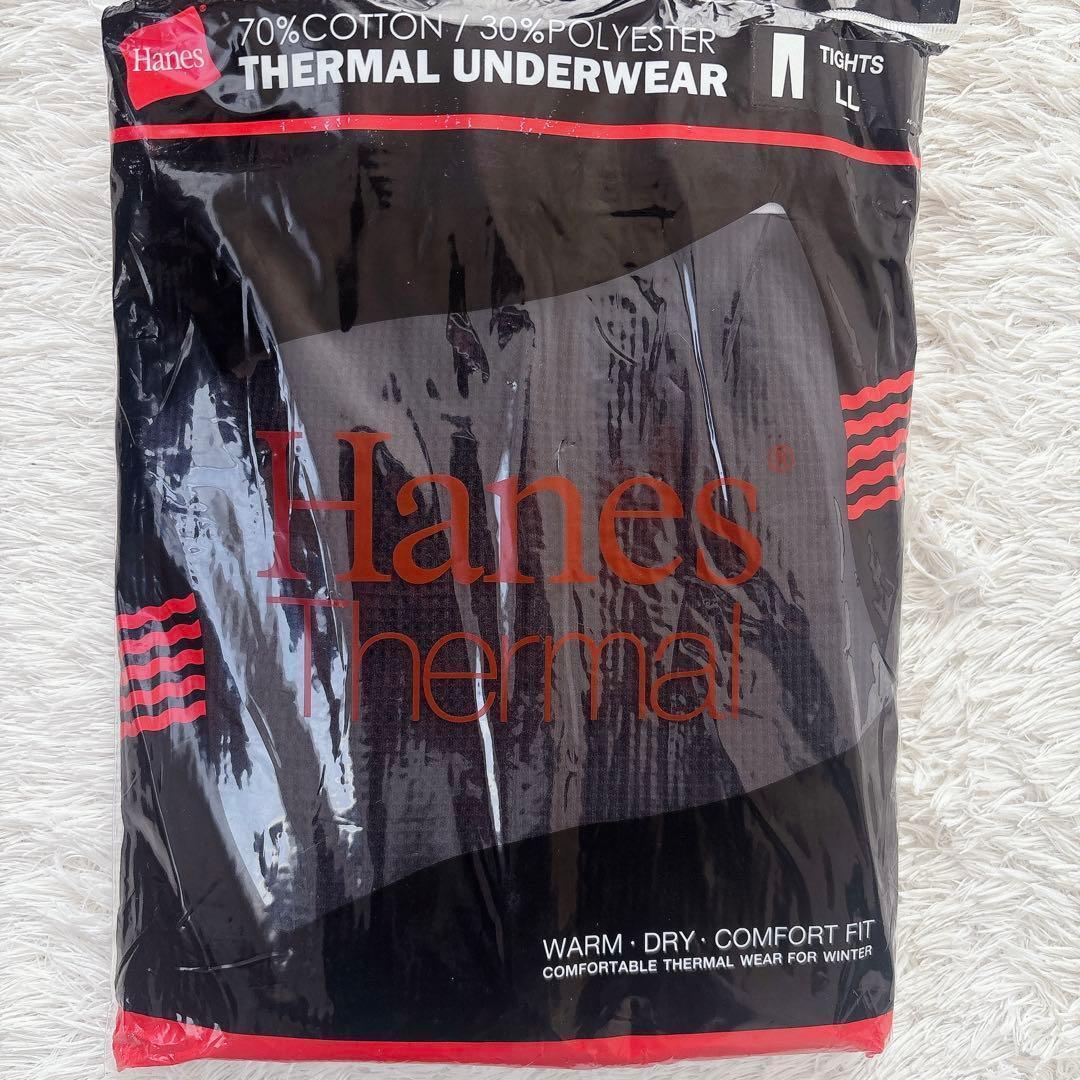 Hanes
70%COTTON / 30%POLYESTER
THERMAL UNDERWEAR
TIGHTS
LL
Hanes®
Thermal
WARM · DRY · COMFORT FIT
COMFORTABLE THERMAL WEAR FOR WINTER